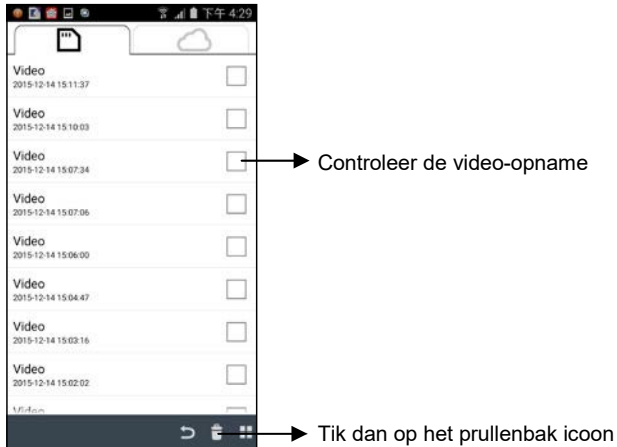 下午 4:29
Video
2015-12-14 15:11:37
Video
2015-12-14 15:10:03
Video
2015-12-14 15:07:34
Controleer de video-opname
Video
2015-12-14 15:07:06
Video
2015-12-14 15:06:00
Video
2015-12-14 15:04:47
Video
2015-12-14 15:03:16
Video
2015-12-14 15:02:02
Video
Tik dan op het prullenbak icoon